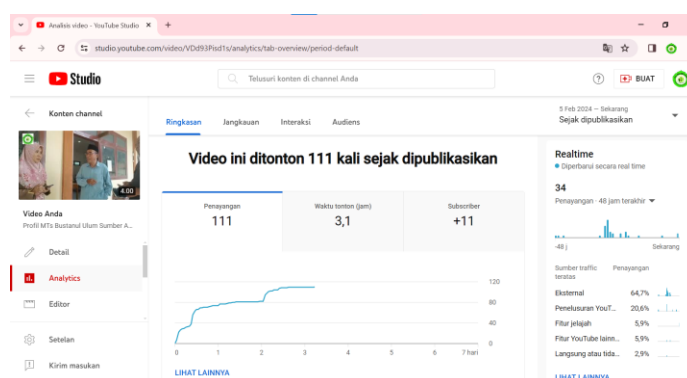 Analisis video - YouTube Studio
studio.youtube.com/video/VDd93Pisd1s/analytics/tab-overview/period-default
Studio
Telusuri konten di channel Anda
BUAT
Konten channel
4.00
Video Anda
Profil MTs Bustanul Ulum Sumber A...
Detail
Analytics
Editor
Setelan
Kirim masukan
Ringkasan
Jangkauan
Interaksi
Audiens
5 Feb 2024 – Sekarang
Sejak dipublikasikan
Video ini ditonton 111 kali sejak dipublikasikan
Penayangan
111
Waktu tonton (jam)
3,1
Subscriber
+11
120
80
40
0
0 1 2 3 4 5 6 7 hari
LIHAT LAINNYA
Realtime
Diperbarui secara real time
34
Penayangan · 48 jam terakhir
-48 j Sekarang
Sumber traffic teratas
Penayangan
Eksternal 64,7%
Penelusuran YouT... 20,6%
Fitur jelajah 5,9%
Fitur YouTube lainn... 5,9%
Langsung atau tida... 2,9%
LIHAT LAINNYA